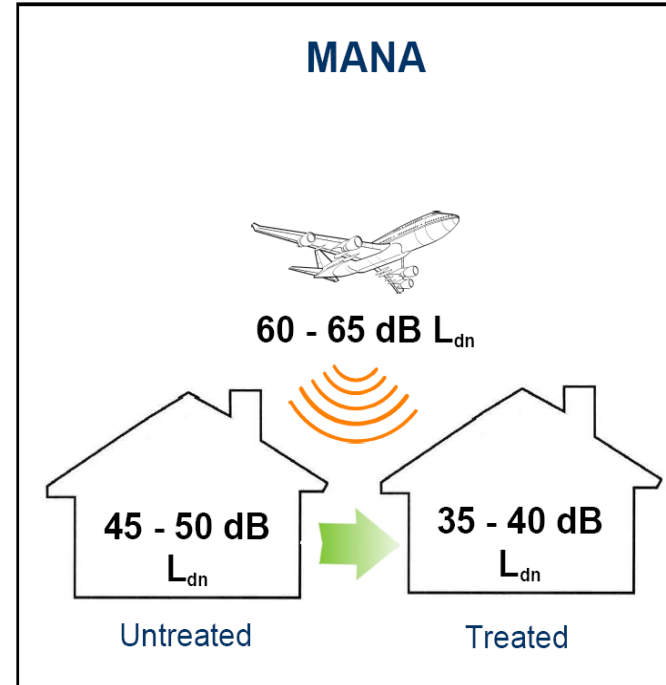 MANA
60 - 65 dB Ldn
45 - 50 dB
Ldn
35 - 40 dB
Ldn
Untreated
Treated